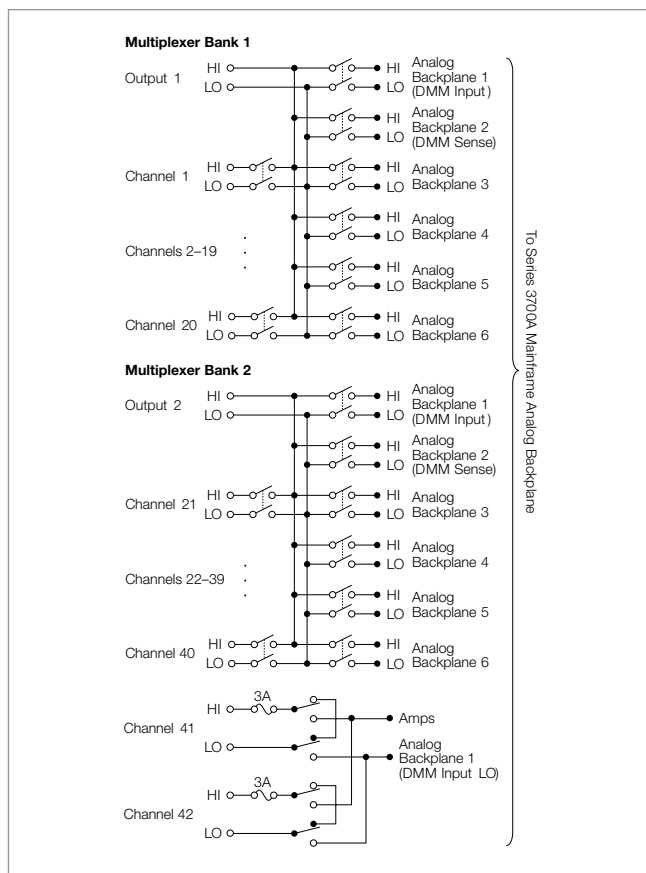 Multiplexer Bank 1
Output 1 HI HI Analog
LO LO Backplane 1
(DMM Input)
HI Analog
Backplane 2
LO (DMM Sense)
Channel 1 HI HI Analog
LO LO Backplane 3
HI Analog
LO Backplane 4
Channels 2–19
HI Analog
LO Backplane 5
Channel 20 HI HI Analog
LO LO Backplane 6
Multiplexer Bank 2
Output 2 HI HI Analog
LO LO Backplane 1
(DMM Input)
HI Analog
Backplane 2
LO (DMM Sense)
Channel 21 HI HI Analog
LO LO Backplane 3
HI Analog
LO Backplane 4
Channels 22–39
HI Analog
LO Backplane 5
Channel 40 HI HI Analog
LO LO Backplane 6
3A
Channel 41 HI
LO
Amps
Analog
Backplane 1
(DMM Input LO)
3A
Channel 42 HI
LO
To Series 3700A Mainframe Analog Backplane